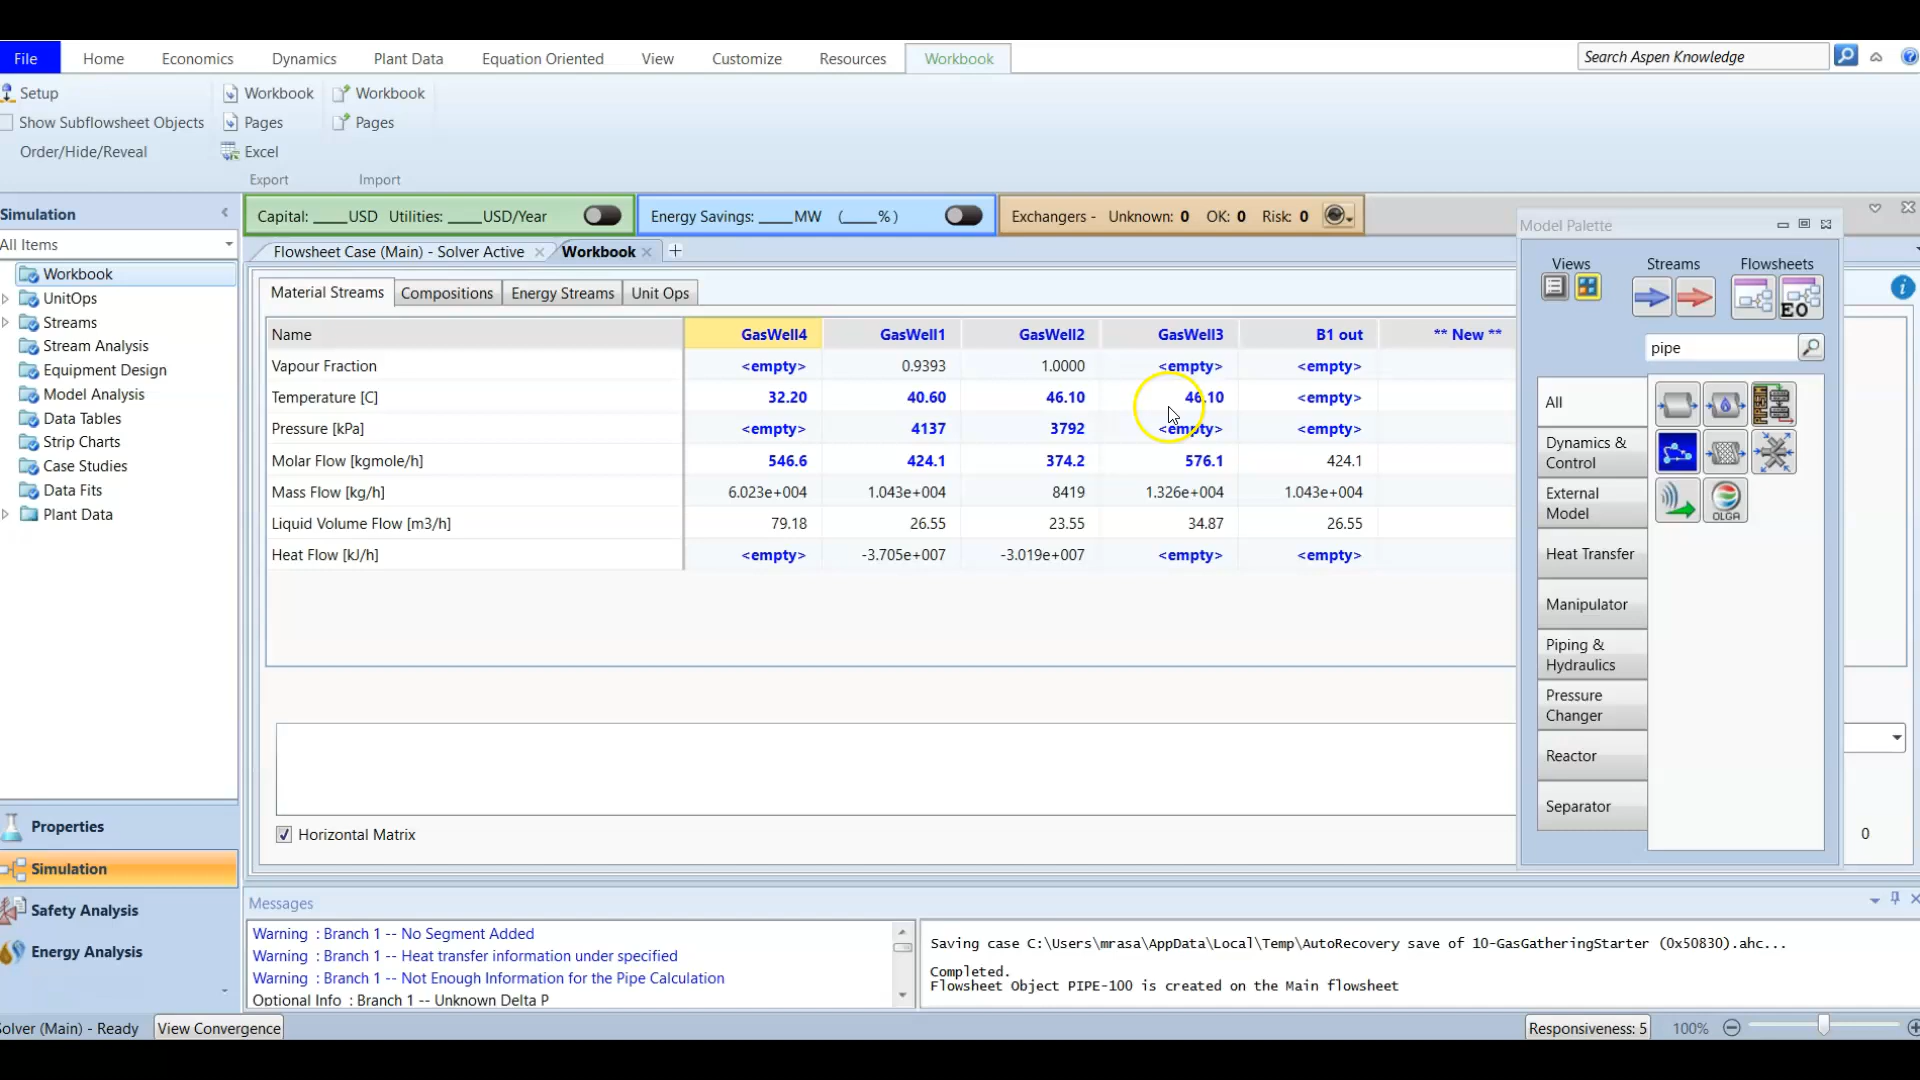 File Home Economics Dynamics Plant Data Equation Oriented View Customize Resources Workbook Search Aspen Knowledge
Setup Workbook Workbook
Show Subflowsheet Objects Pages Pages
Order/Hide/Reveal Excel
Export Import
Simulation
All Items
Workbook
UnitOps
Streams
Stream Analysis
Equipment Design
Model Analysis
Data Tables
Strip Charts
Case Studies
Data Fits
Plant Data
Properties
Simulation
Safety Analysis
Energy Analysis
Capital: ____USD Utilities: ____USD/Year Energy Savings: ____MW (____%) Exchangers - Unknown: 0 OK: 0 Risk: 0
Flowsheet Case (Main) - Solver Active Workbook
Material Streams Compositions Energy Streams Unit Ops
Name GasWell4 GasWell1 GasWell2 GasWell3 B1 out ** New **
Vapour Fraction <empty> 0.9393 1.0000 <empty> <empty>
Temperature [C] 32.20 40.60 46.10 46.10 <empty>
Pressure [kPa] <empty> 4137 3792 <empty> <empty>
Molar Flow [kgmole/h] 546.6 424.1 374.2 576.1 424.1
Mass Flow [kg/h] 6.023e+004 1.043e+004 8419 1.326e+004 1.043e+004
Liquid Volume Flow [m3/h] 79.18 26.55 23.55 34.87 26.55
Heat Flow [kJ/h] <empty> -3.705e+007 -3.019e+007 <empty> <empty>
Horizontal Matrix
Model Palette
Views Streams Flowsheets
EO
pipe
All
Dynamics &
Control
External
Model
Heat Transfer
Manipulator
Piping &
Hydraulics
Pressure
Changer
Reactor
Separator
OLGA
0
Messages
Warning : Branch 1 -- No Segment Added
Warning : Branch 1 -- Heat transfer information under specified
Warning : Branch 1 -- Not Enough Information for the Pipe Calculation
Optional Info : Branch 1 -- Unknown Delta P
Saving case C:\Users\mrasa\AppData\Local\Temp\AutoRecovery save of 10-GasGatheringStarter (0x50830).ahc...
Completed.
Flowsheet Object PIPE-100 is created on the Main flowsheet
Solver (Main) - Ready View Convergence Responsiveness: 5 100%